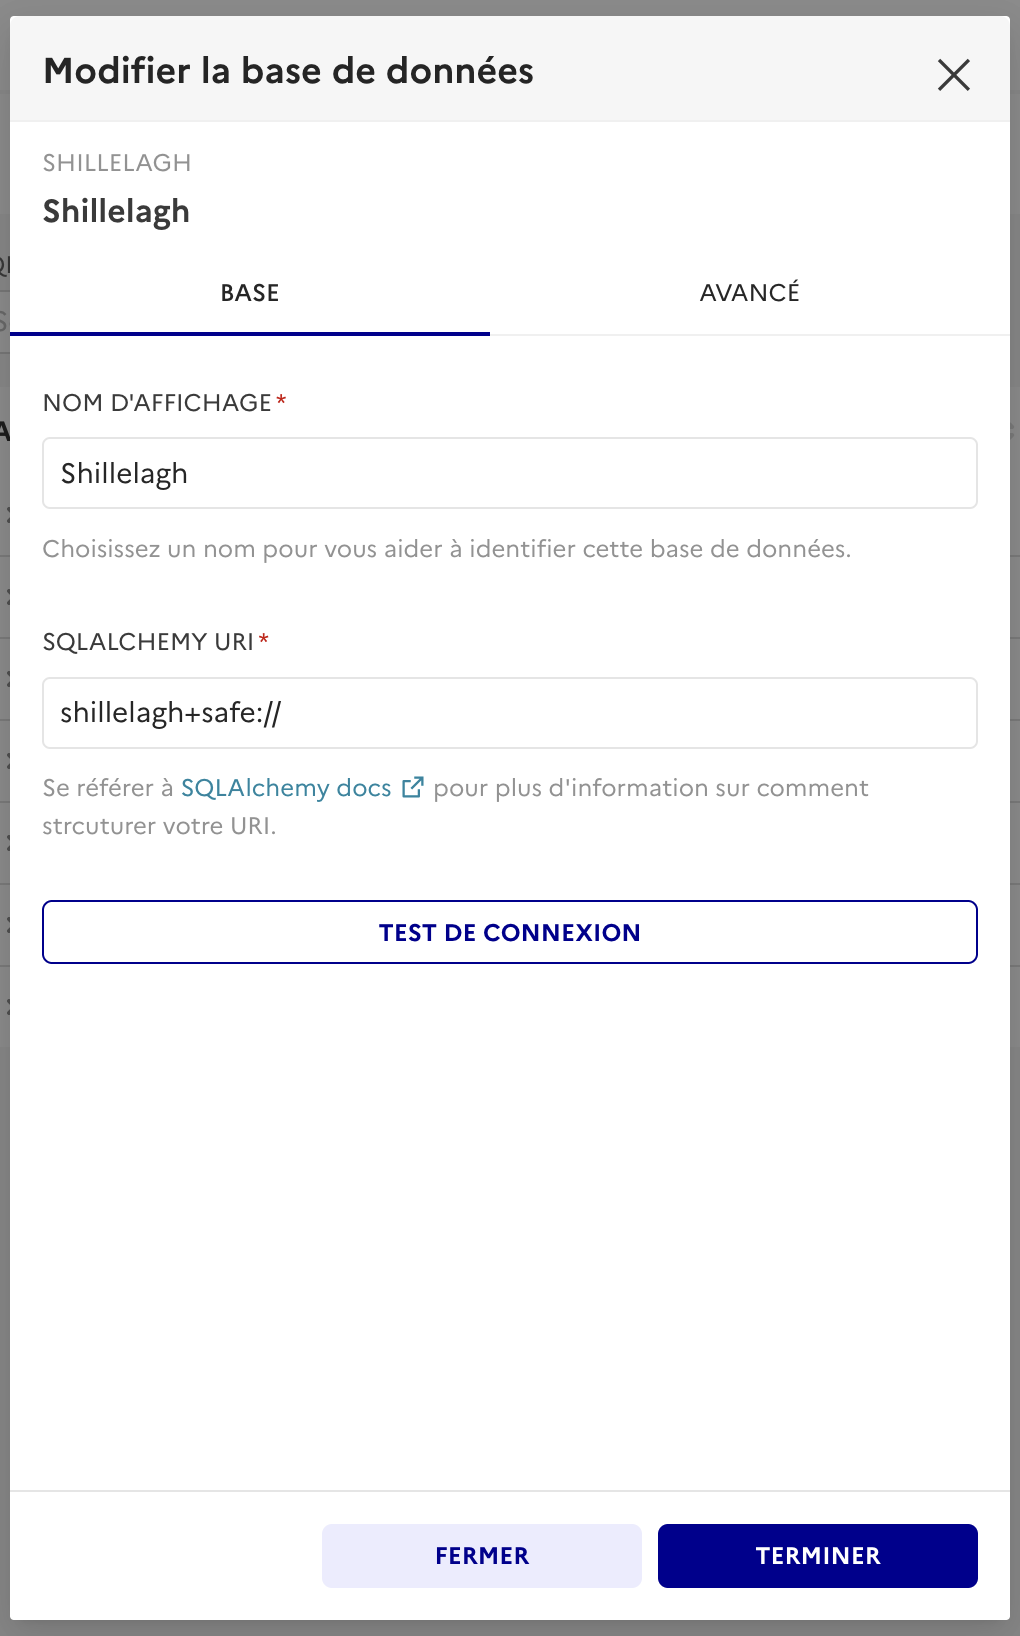 Modifier la base de données
SHILLELAGH
Shillelagh
BASE
AVANCÉ
NOM D'AFFICHAGE*
Shillelagh
Choisissez un nom pour vous aider à identifier cette base de données.
SQLALCHEMY URI*
shillelagh+safe://
Se référer à SQLAlchemy docs pour plus d'information sur comment
strcuturer votre URI.
TEST DE CONNEXION
FERMER
TERMINER